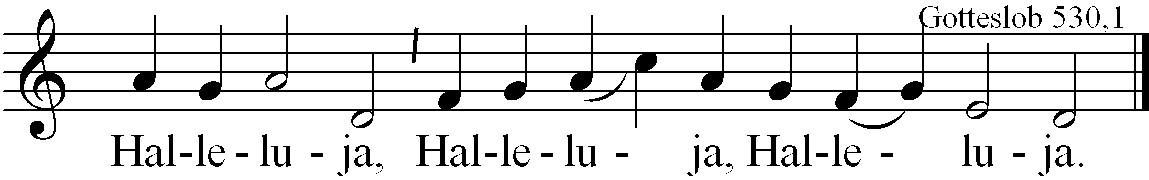 Gotteslob 530,1
Hal-le-lu-ja, Hal-le-lu- ja, Hal-le- lu-ja.